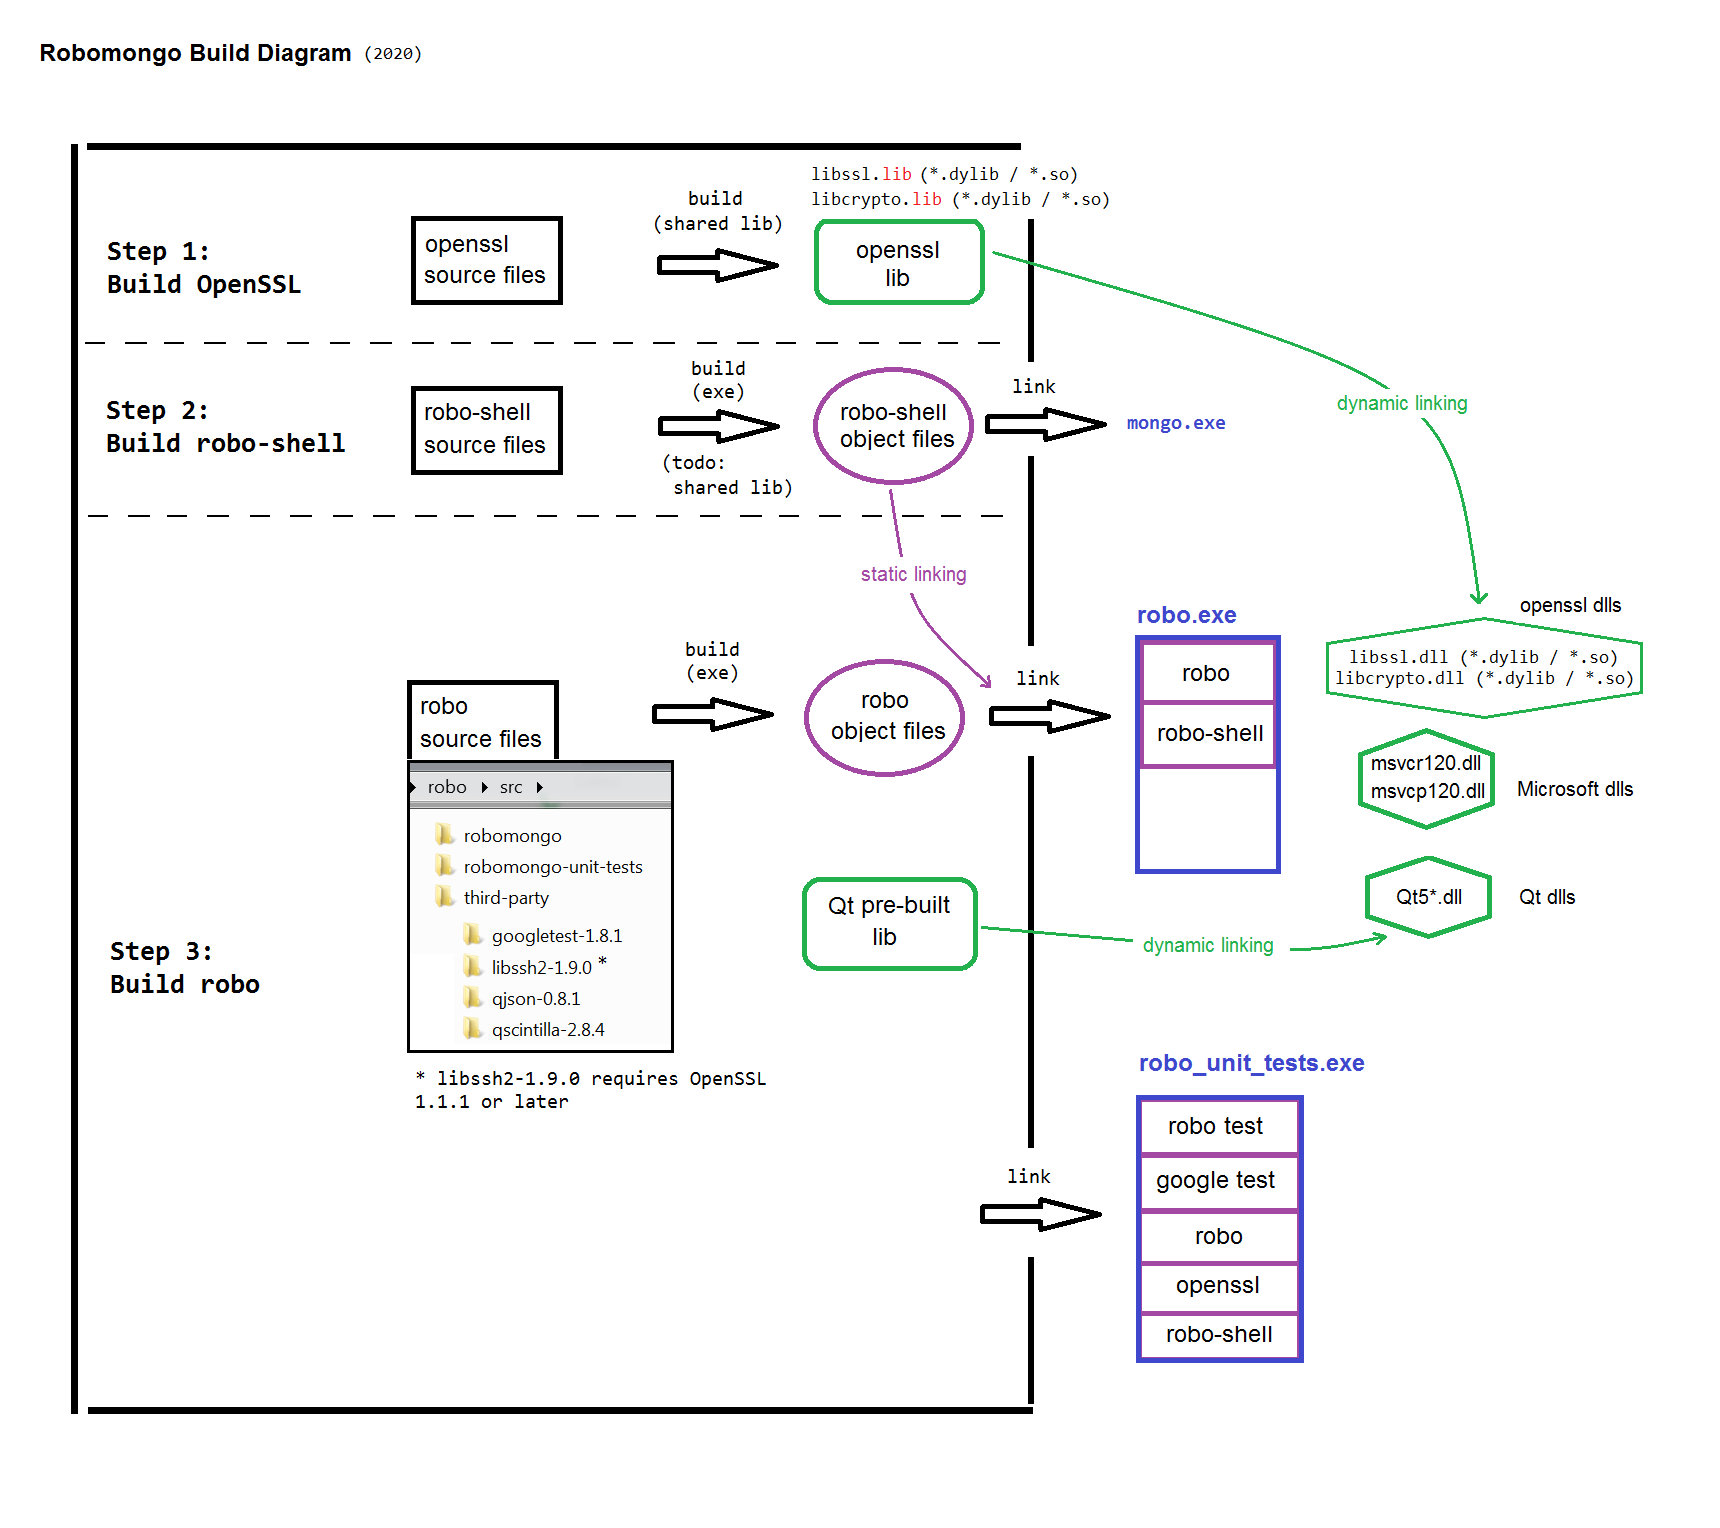 Robomongo Build Diagram (2020)
libssl.lib (*.dylib / *.so)
libcrypto.lib (*.dylib / *.so)
Step 1:
Build OpenSSL
openssl
source files
build
(shared lib)
openssl
lib
dynamic linking
Step 2:
Build robo-shell
robo-shell
source files
build
(exe)
(todo:
shared lib)
robo-shell
object files
link
mongo.exe
static linking
Step 3:
Build robo
robo
source files
robo src
robomongo
robomongo-unit-tests
third-party
googletest-1.8.1
libssh2-1.9.0 *
qjson-0.8.1
qscintilla-2.8.4
* libssh2-1.9.0 requires OpenSSL
1.1.1 or later
build
(exe)
robo
object files
link
robo.exe
robo
robo-shell
openssl dlls
libssl.dll (*.dylib / *.so)
libcrypto.dll (*.dylib / *.so)
msvcr120.dll
msvcp120.dll
Microsoft dlls
Qt pre-built
lib
dynamic linking
Qt5*.dll
Qt dlls
link
robo_unit_tests.exe
robo test
google test
robo
openssl
robo-shell